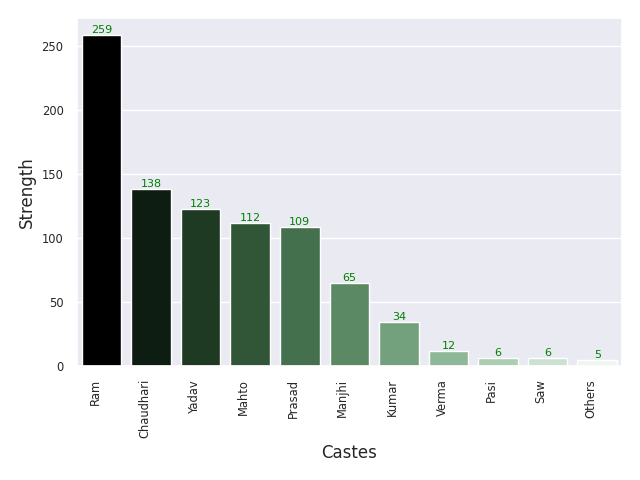 259
250
200
150
100
50
0
138
123
112
109
65
34
12
6
6
5
Strength
Ram
Chaudhari
Yadav
Mahto
Prasad
Manjhi
Kumar
Verma
Pasi
Saw
Others
Castes